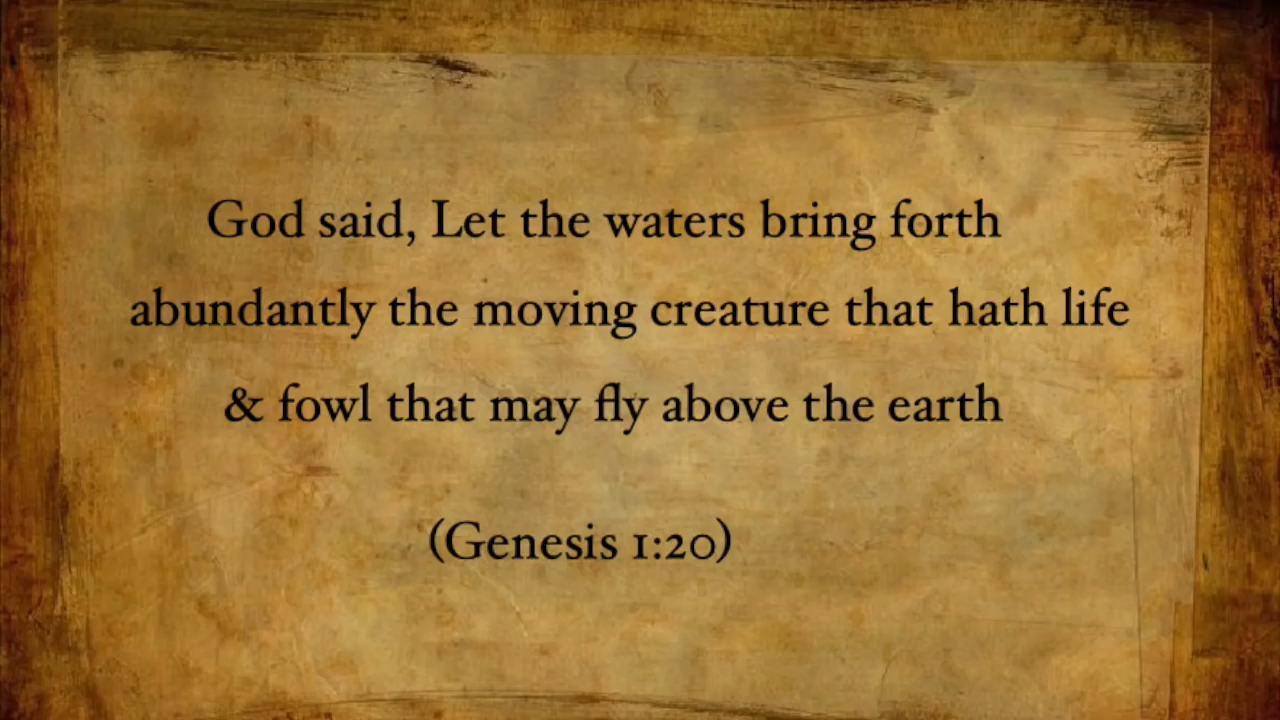 God said, Let the waters bring forth
abundantly the moving creature that hath life
& fowl that may fly above the earth
(Genesis 1:20)